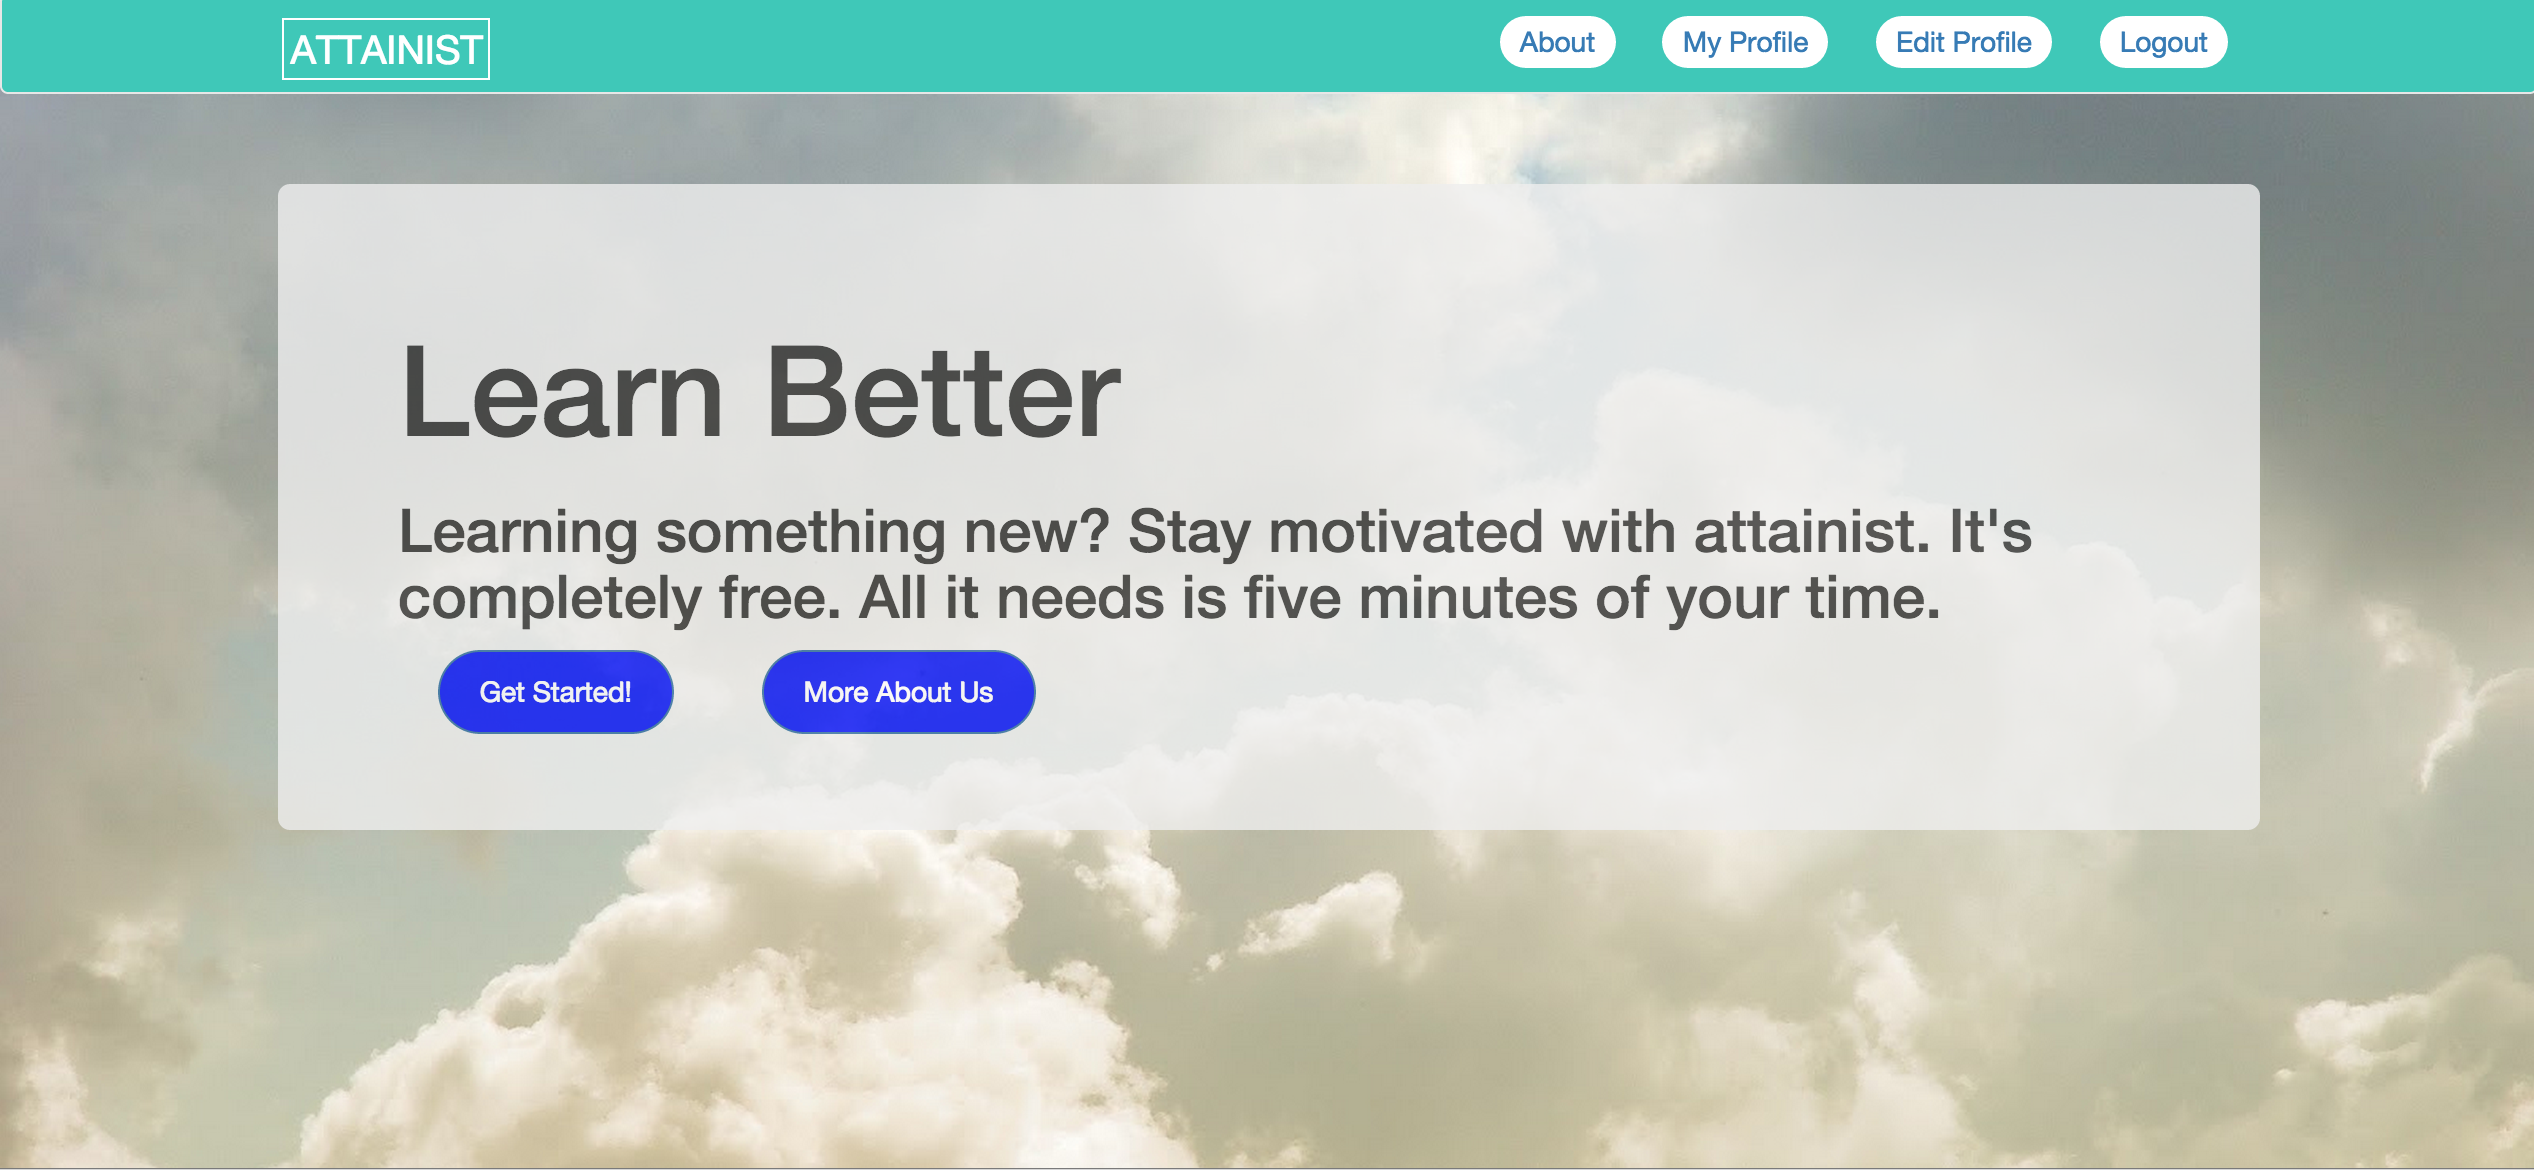 ATTAINIST
About
My Profile
Edit Profile
Logout
Learn Better
Learning something new? Stay motivated with attainist. It's
completely free. All it needs is five minutes of your time.
Get Started!
More About Us